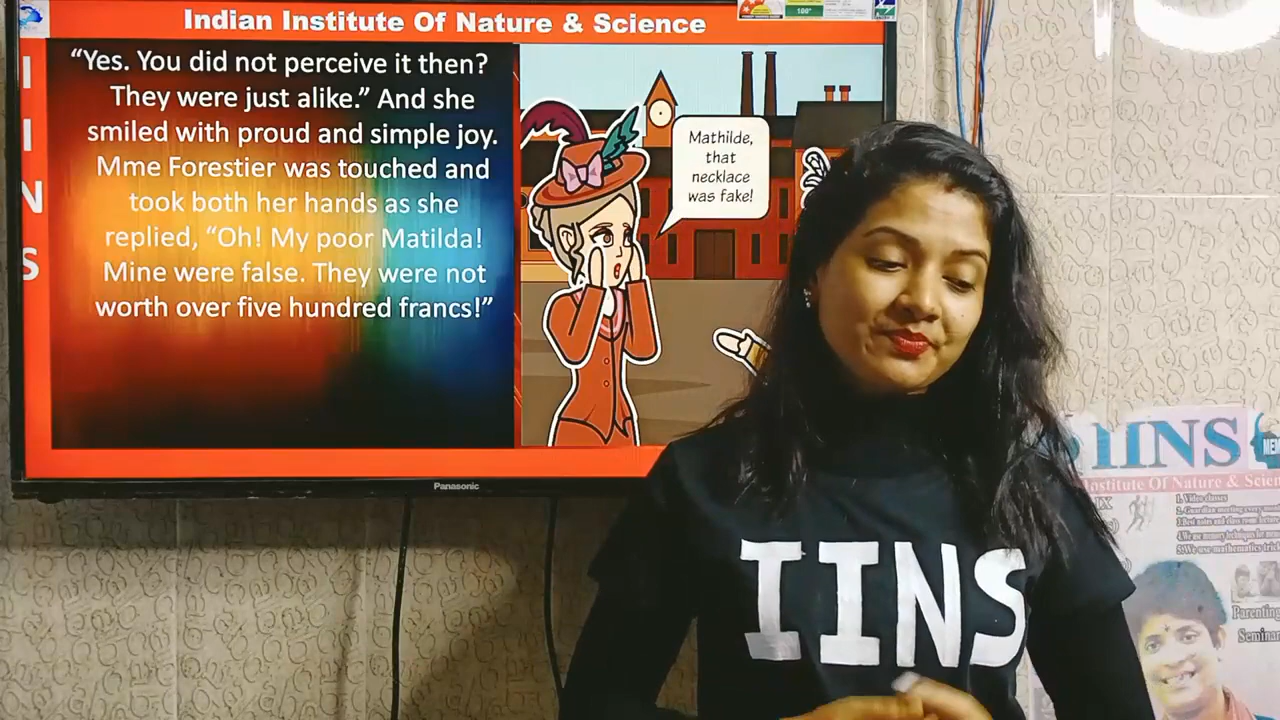 Indian Institute Of Nature & Science
I
I
N
S
“Yes. You did not perceive it then?
They were just alike.” And she
smiled with proud and simple joy.
Mme Forestier was touched and
took both her hands as she
replied, “Oh! My poor Matilda!
Mine were false. They were not
worth over five hundred francs!”
Mathilde,
that
necklace
was fake!
Panasonic
IINS
IINS
Institute Of Nature & Scien
IX
1. Video classes
Parenting
Seminar